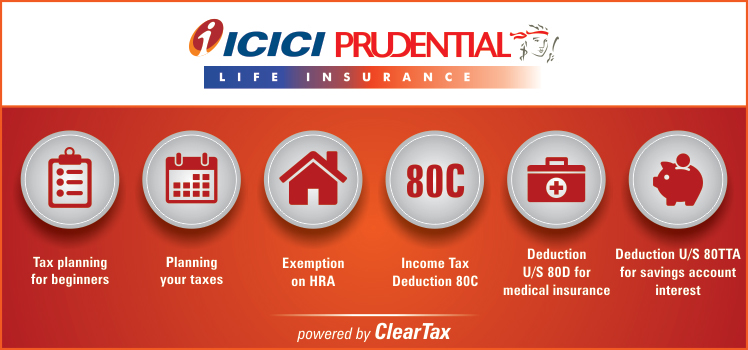 ICICI PRUDENTIAL
LIFE INSURANCE
80C
Tax planning
for beginners
Planning
your taxes
Exemption
on HRA
Income Tax
Deduction 80C
Deduction
U/S 80D for
medical insurance
Deduction U/S 80TTA
for savings account
interest
powered by ClearTax